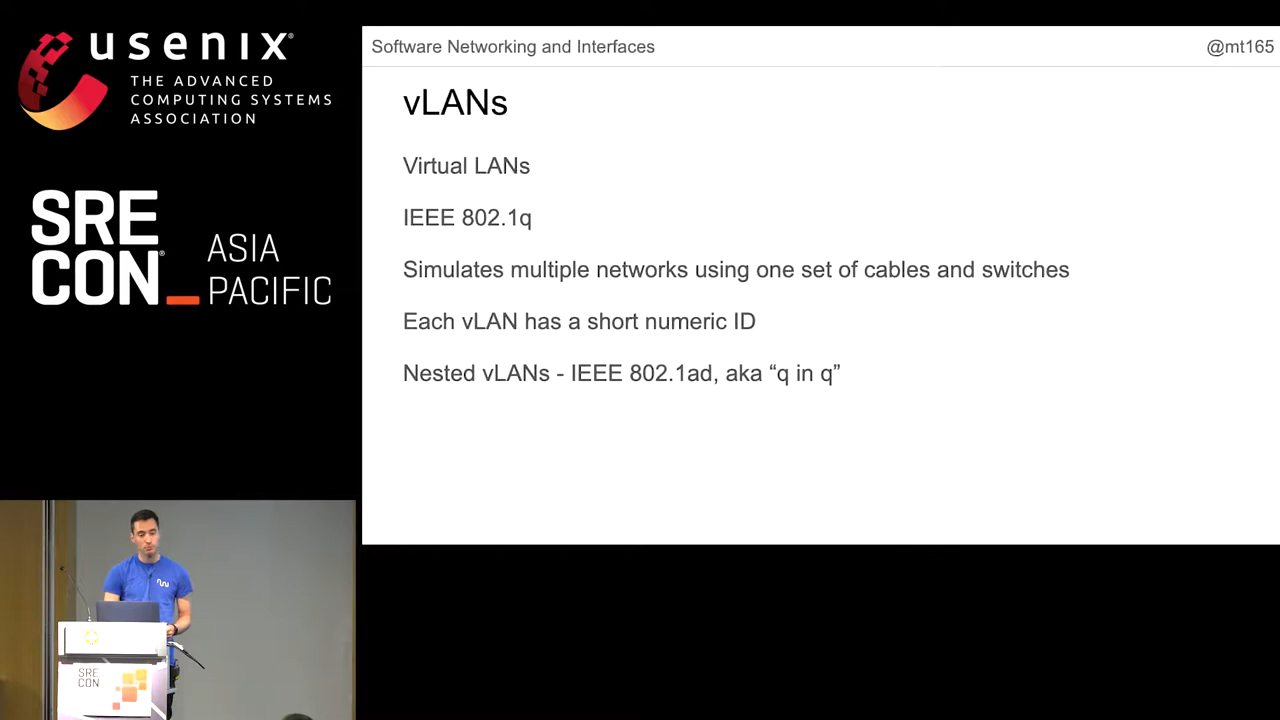 usenix
THE ADVANCED
COMPUTING SYSTEMS
ASSOCIATION
SRE
CON
ASIA
PACIFIC
Software Networking and Interfaces
@mt165
vLANs
Virtual LANs
IEEE 802.1q
Simulates multiple networks using one set of cables and switches
Each vLAN has a short numeric ID
Nested vLANs - IEEE 802.1ad, aka “q in q”
SRE
CON